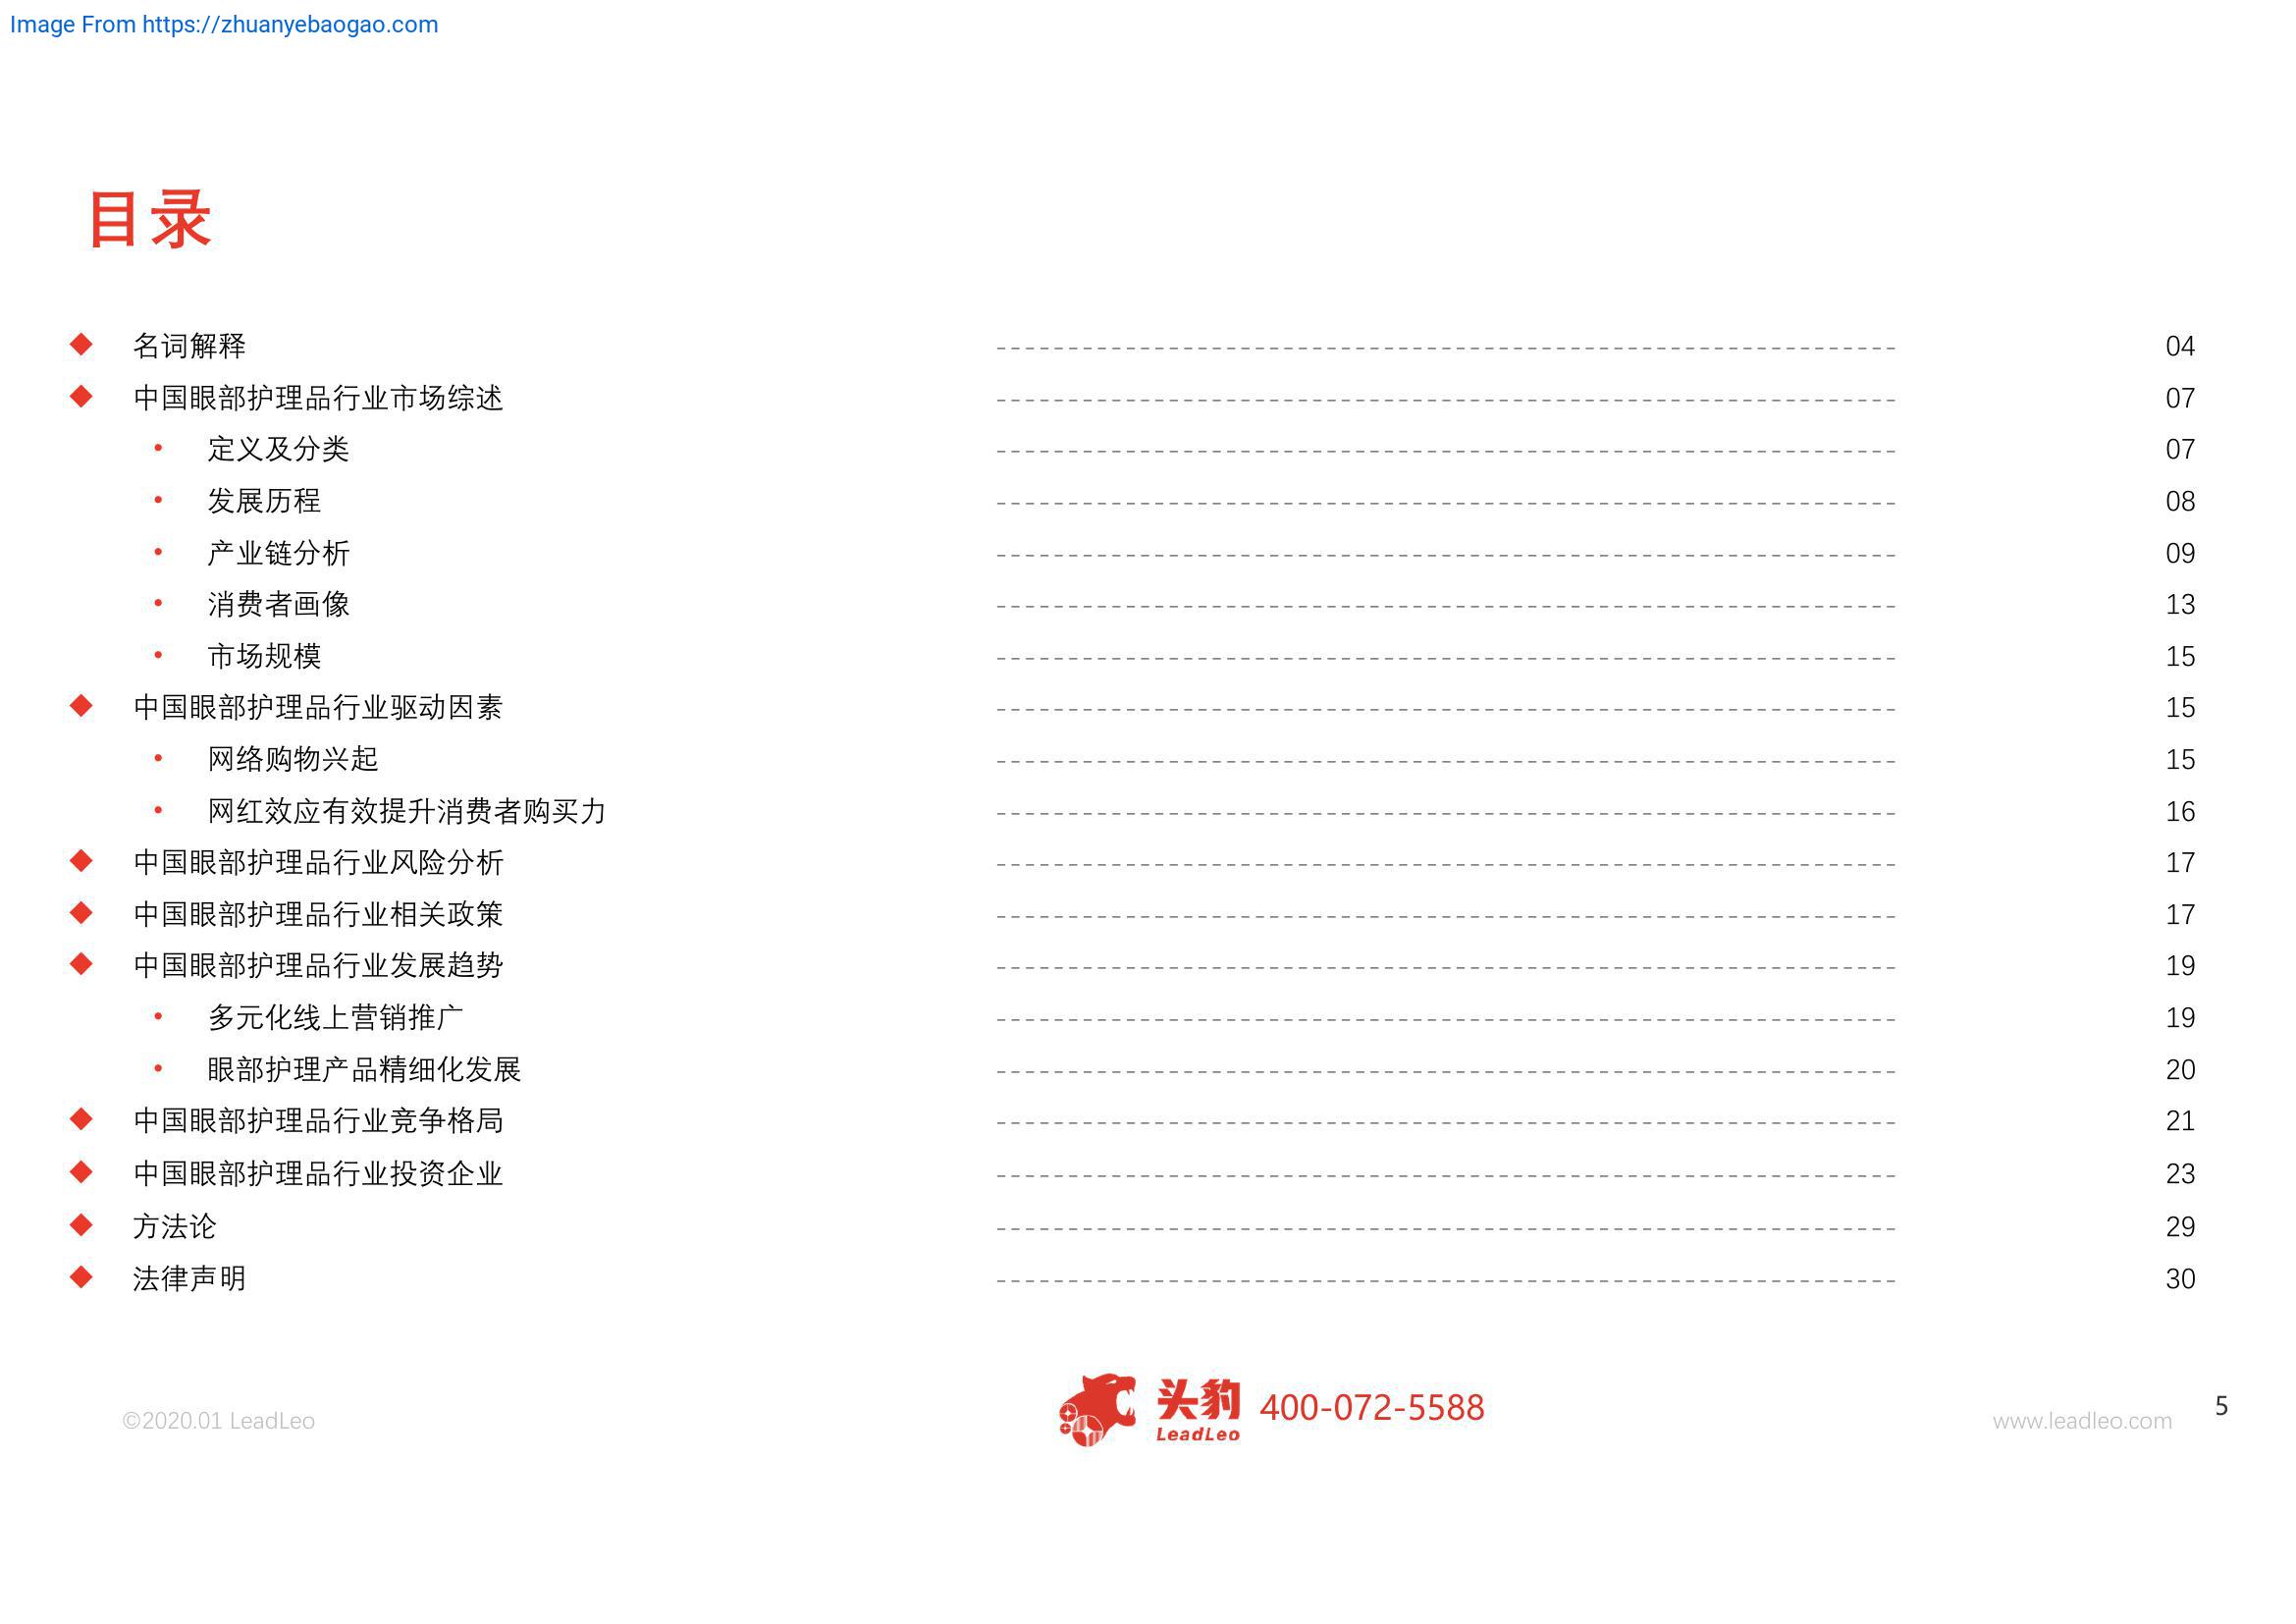 Image From https://zhuanyebaogao.com
目录
名词解释 04
中国眼部护理品行业市场综述 07
定义及分类 07
发展历程 08
产业链分析 09
消费者画像 13
市场规模 15
中国眼部护理品行业驱动因素 15
网络购物兴起 15
网红效应有效提升消费者购买力 16
中国眼部护理品行业风险分析 17
中国眼部护理品行业相关政策 17
中国眼部护理品行业发展趋势 19
多元化线上营销推广 19
眼部护理产品精细化发展 20
中国眼部护理品行业竞争格局 21
中国眼部护理品行业投资企业 23
方法论 29
法律声明 30
©2020.01 LeadLeo
头豹
LeadLeo
400-072-5588
www.leadleo.com
5